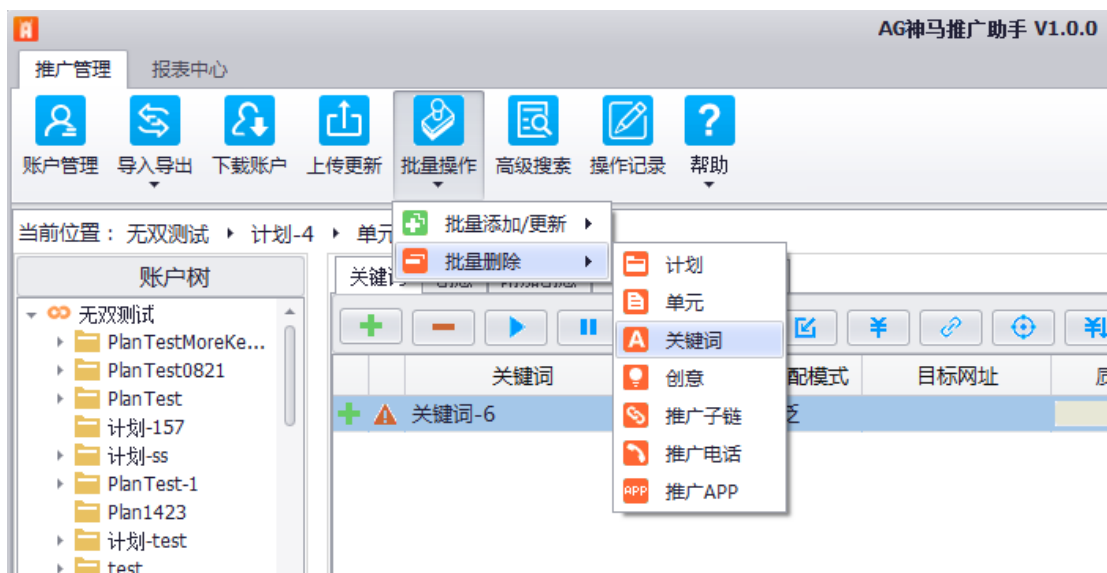 AG神马推广助手 V1.0.0
推广管理 报表中心
账户管理 导入导出 下载账户 上传更新 批量操作 高级搜索 操作记录 帮助
当前位置： 无双测试 计划-4 单元
批量添加/更新
批量删除
计划
单元
关键词
创意
推广子链
推广电话
APP 推广APP
账户树
无双测试
PlanTestMoreKe...
PlanTest0821
PlanTest
计划-157
计划-ss
PlanTest-1
Plan1423
计划-test
test
关键词
关键词 配模式 目标网址
关键词-6